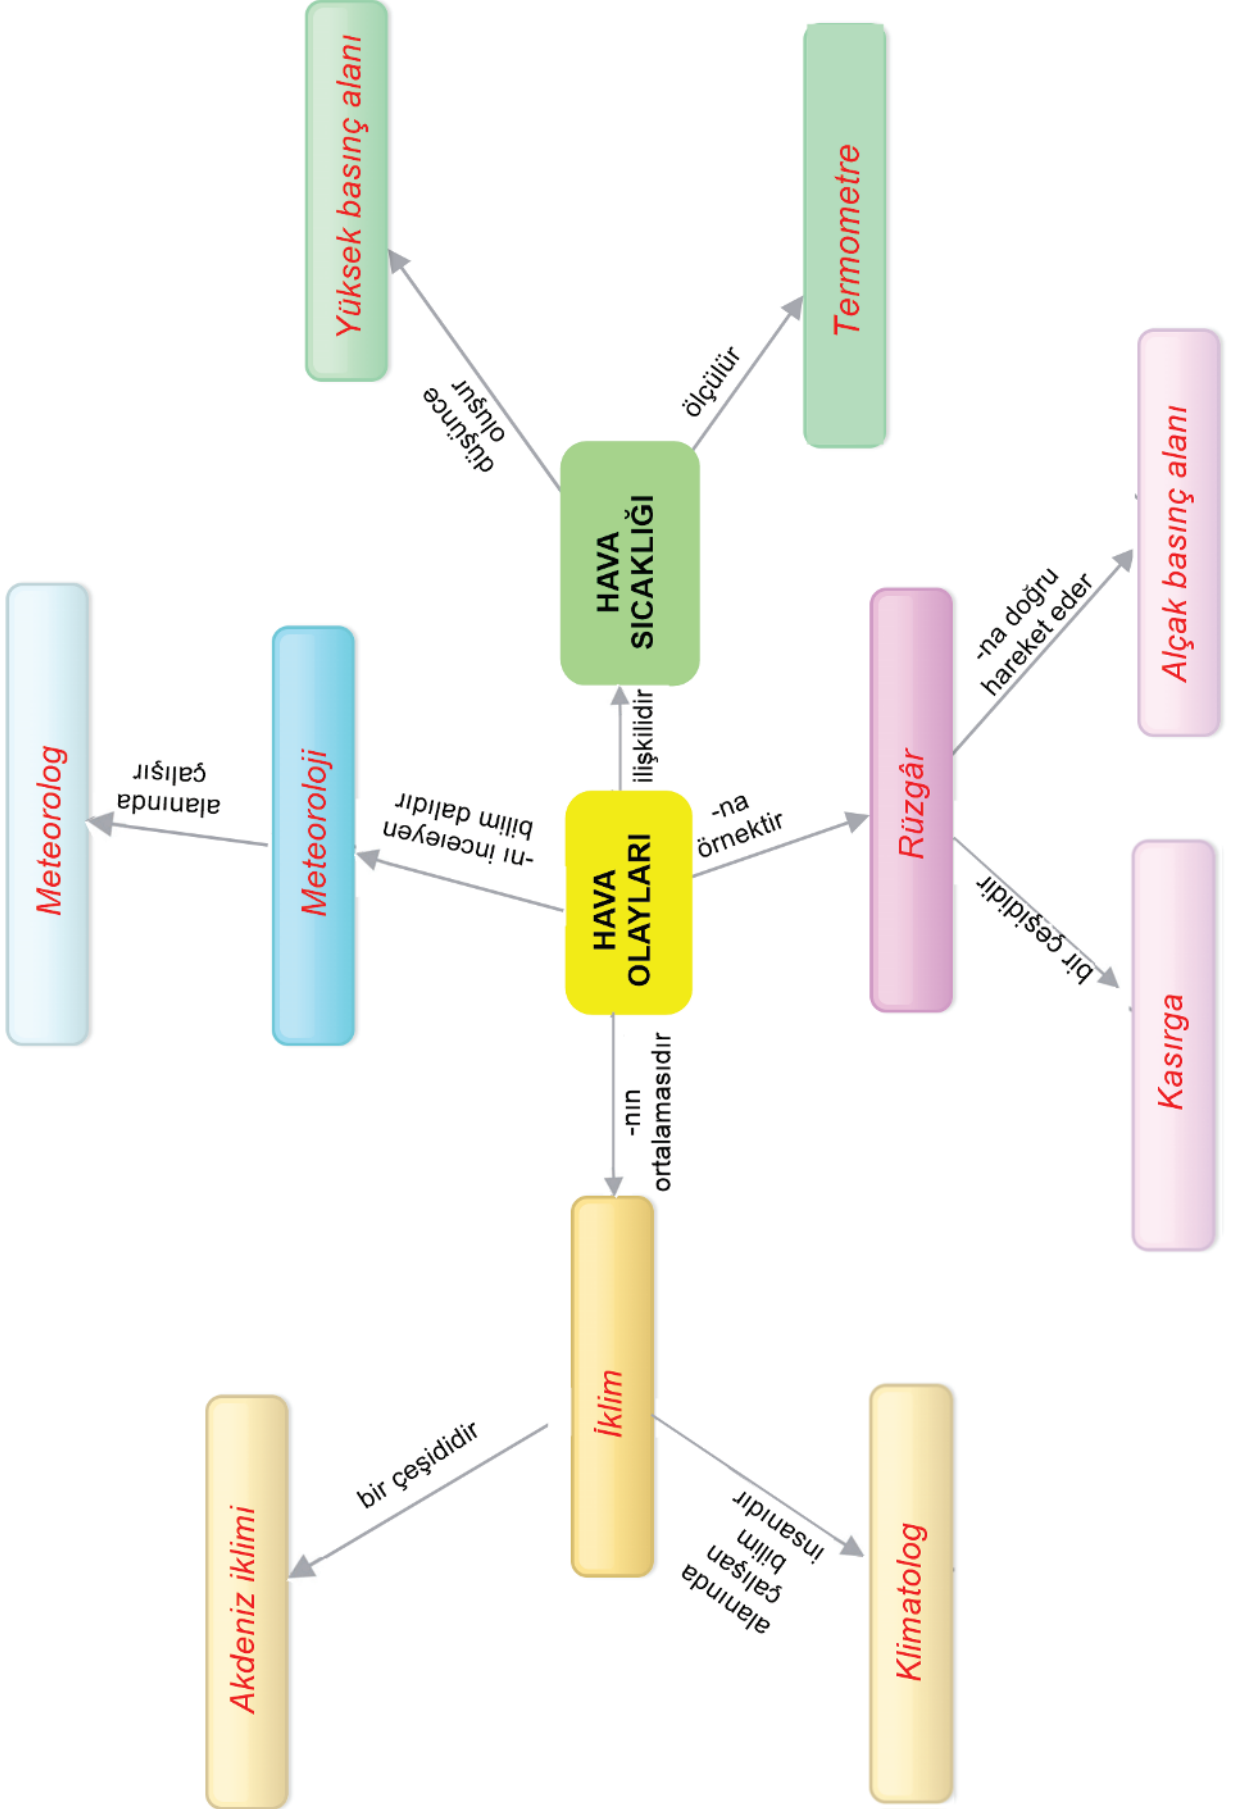 Meteorolog
alanında
çalışır
Meteoroloji
-nı inceleyen
bilim dalıdır
Yüksek basınç alanı
düşünce
oluşur
HAVA
OLAYLARI
ilişkilidir
HAVA
SICAKLIĞI
ölçülür
Termometre
-nın
ortalamasıdır
İklim
bir çeşididir
Akdeniz iklimi
alanında
çalışan
bilim
insanıdır
Klimatolog
-na
örnektir
Rüzgâr
bir çeşididir
Kasırga
-na doğru
hareket eder
Alçak basınç alanı